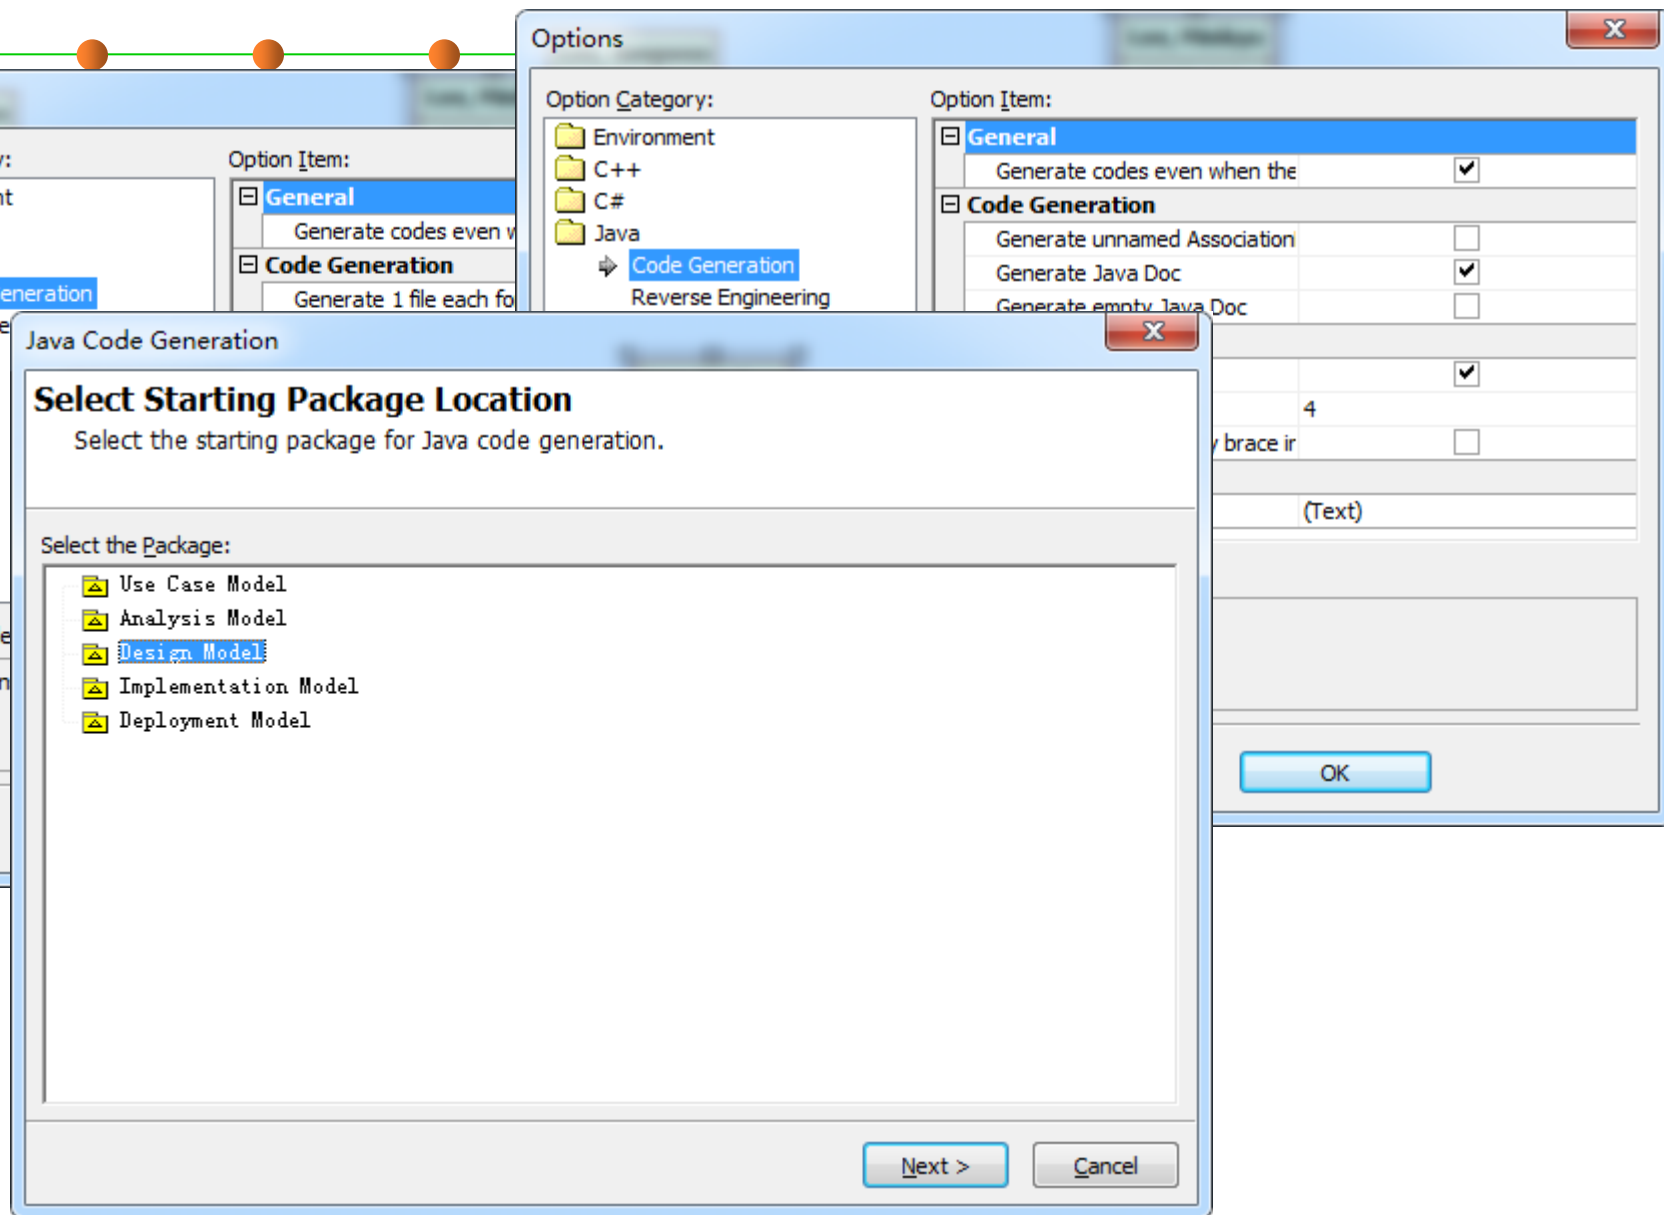 Options
Option Category:
Environment
C++
C#
Java
Code Generation
Reverse Engineering
Option Item:
General
Generate codes even when the
Code Generation
Generate unnamed Association
Generate Java Doc
Generate empty Java Doc
4
brace ir
(Text)
OK
Option Item:
General
Generate codes even
Code Generation
Generate 1 file each fo
eneration
Java Code Generation
Select Starting Package Location
Select the starting package for Java code generation.
Select the Package:
Use Case Model
Analysis Model
Design Model
Implementation Model
Deployment Model
Next >
Cancel